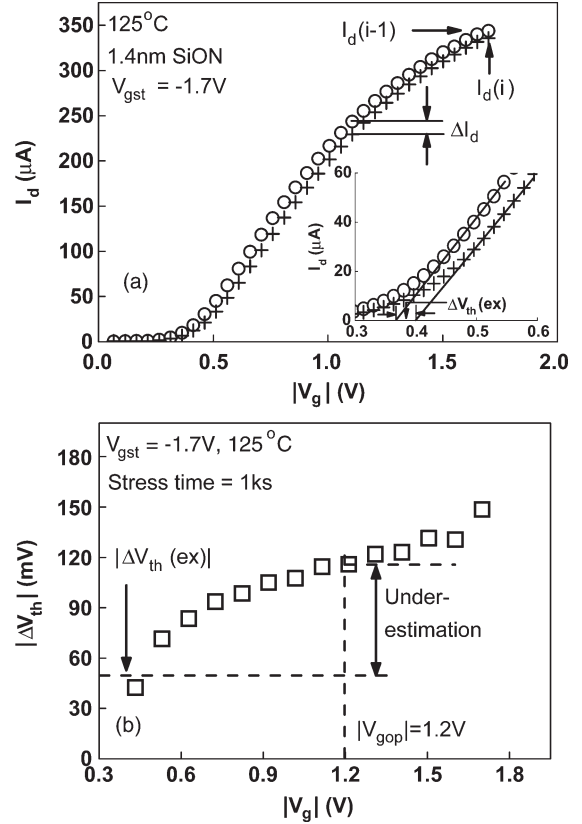 350
300
250
200
150
100
50
0
I_d (μA)
125°C
1.4nm SiON
V_gst = -1.7V
I_d(i-1)
I_d(i)
ΔI_d
(a)
60
40
20
0
I_d (μA)
ΔV_th(ex)
0.3 0.4 0.5 0.6
0.0 0.5 1.0 1.5 2.0
|V_g| (V)
180
150
120
90
60
30
0
|ΔV_th| (mV)
V_gst = -1.7V, 125°C
Stress time = 1ks
|ΔV_th (ex)|
Under-
estimation
(b)
|V_gop|=1.2V
0.3 0.6 0.9 1.2 1.5 1.8
|V_g| (V)